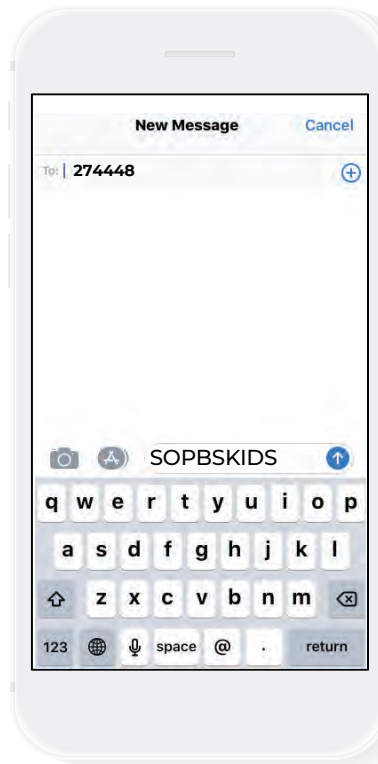 New Message Cancel
To: 274448
SOPBSKIDS
q w e r t y u i o p
a s d f g h j k l
z x c v b n m
123 space @ . return